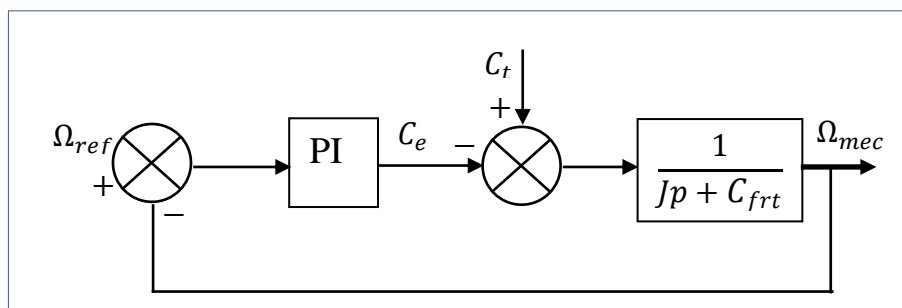 C_t
+
Ω_ref
+
−
PI
C_e
−
1
Jp + C_frt
Ω_mec